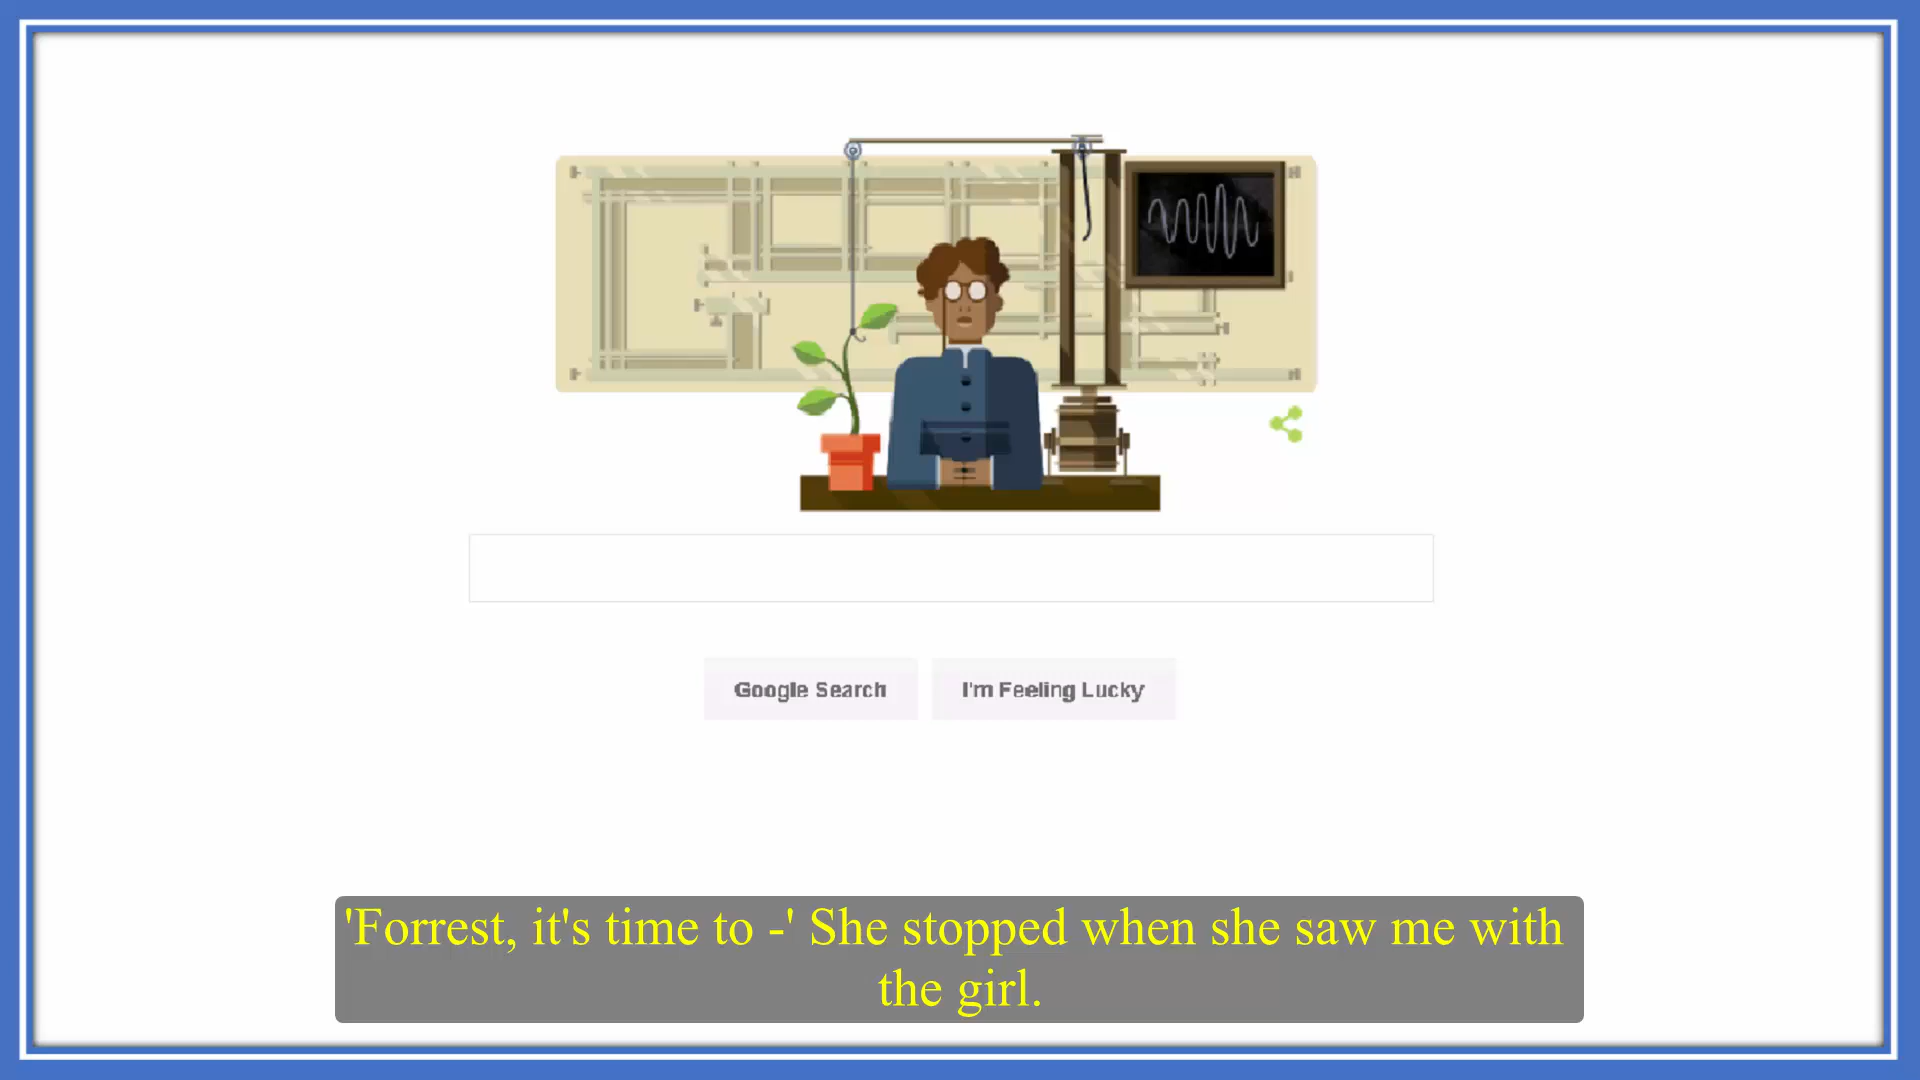 Google Search
I'm Feeling Lucky
'Forrest, it's time to -' She stopped when she saw me with
the girl.